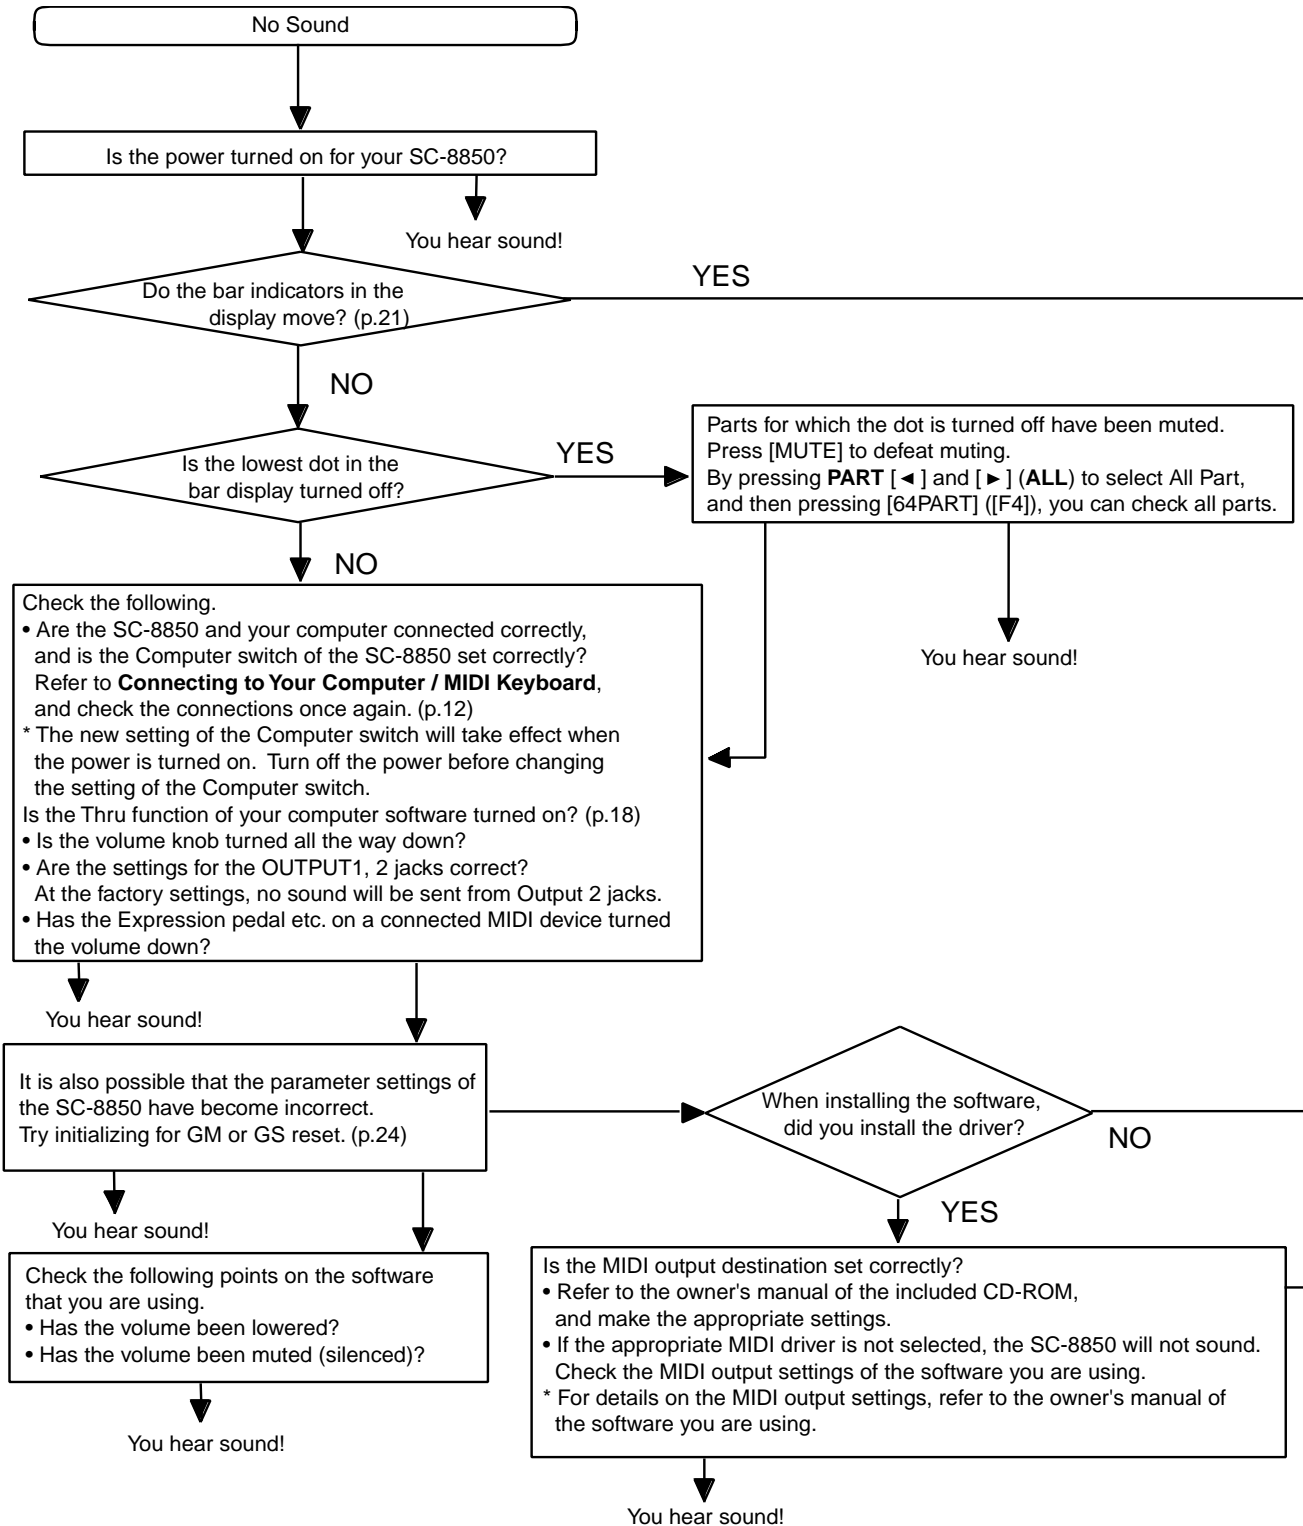 No Sound
Is the power turned on for your SC-8850?
You hear sound!
Do the bar indicators in the
display move? (p.21)
YES
NO
Is the lowest dot in the
bar display turned off?
YES
Parts for which the dot is turned off have been muted.
Press [MUTE] to defeat muting.
By pressing PART [ ◄ ] and [ ► ] (ALL) to select All Part,
and then pressing [64PART] ([F4]), you can check all parts.
NO
You hear sound!
Check the following.
• Are the SC-8850 and your computer connected correctly,
and is the Computer switch of the SC-8850 set correctly?
Refer to Connecting to Your Computer / MIDI Keyboard,
and check the connections once again. (p.12)
* The new setting of the Computer switch will take effect when
the power is turned on.  Turn off the power before changing
the setting of the Computer switch.
Is the Thru function of your computer software turned on? (p.18)
• Is the volume knob turned all the way down?
• Are the settings for the OUTPUT1, 2 jacks correct?
At the factory settings, no sound will be sent from Output 2 jacks.
• Has the Expression pedal etc. on a connected MIDI device turned
the volume down?
You hear sound!
It is also possible that the parameter settings of
the SC-8850 have become incorrect.
Try initializing for GM or GS reset. (p.24)
When installing the software,
did you install the driver?
NO
YES
You hear sound!
Check the following points on the software
that you are using.
• Has the volume been lowered?
• Has the volume been muted (silenced)?
You hear sound!
Is the MIDI output destination set correctly?
• Refer to the owner's manual of the included CD-ROM,
and make the appropriate settings.
• If the appropriate MIDI driver is not selected, the SC-8850 will not sound.
Check the MIDI output settings of the software you are using.
* For details on the MIDI output settings, refer to the owner's manual of
the software you are using.
You hear sound!